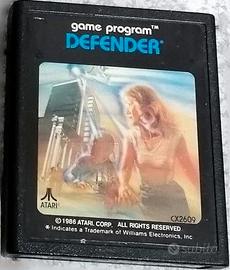 game program™
DEFENDER*
ATARI
© 1986 ATARI CORP. ALL RIGHTS RESERVED
CX2609
* Indicates a Trademark of Williams Electronics, Inc
subito